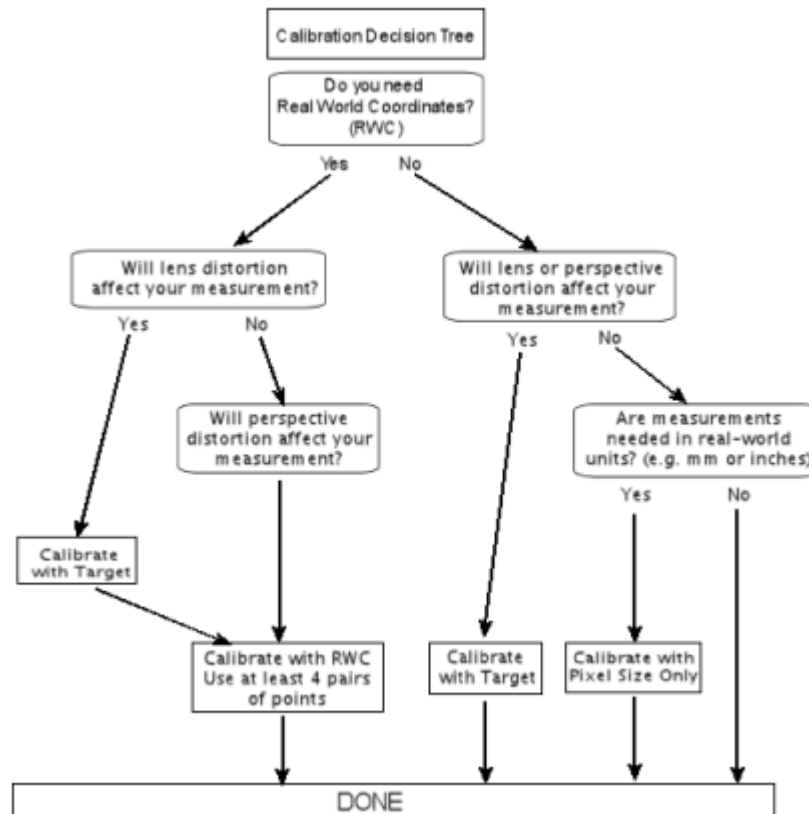 Calibration Decision Tree
Do you need
Real World Coordinates?
(RWC)
Yes
No
Will lens distortion
affect your measurement?
Will lens or perspective
distortion affect your
measurement?
Yes
No
Yes
No
Will perspective
distortion affect your
measurement?
Are measurements
needed in real-world
units? (e.g. mm or inches)
Yes
No
Calibrate
with Target
Calibrate with RWC
Use at least 4 pairs
of points
Calibrate
with Target
Calibrate with
Pixel Size Only
DONE